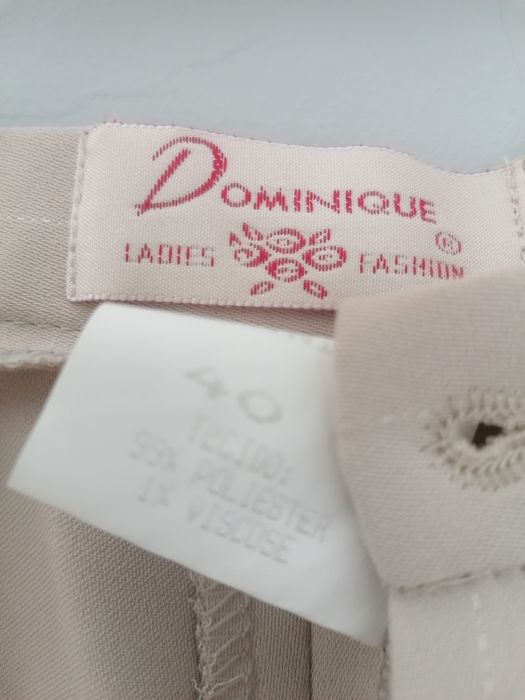 DOMINIQUE
®
LADIES FASHION
40
TECIDO:
99% POLIESTER
1% VISCOSE